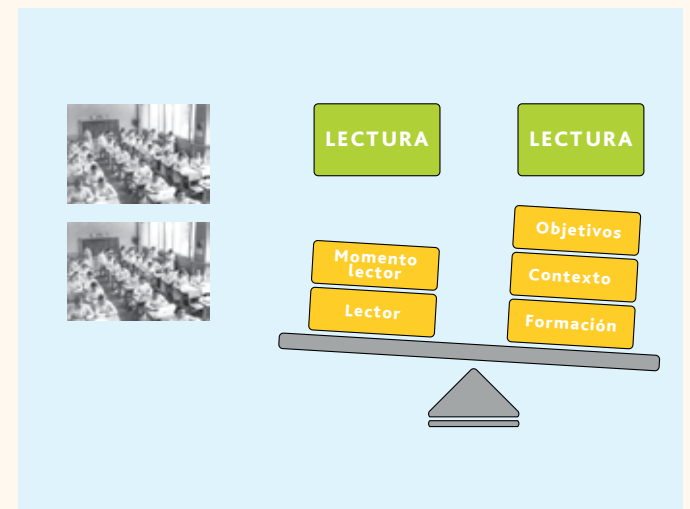 LECTURA
LECTURA
Momento
lector
Lector
Objetivos
Contexto
Formación